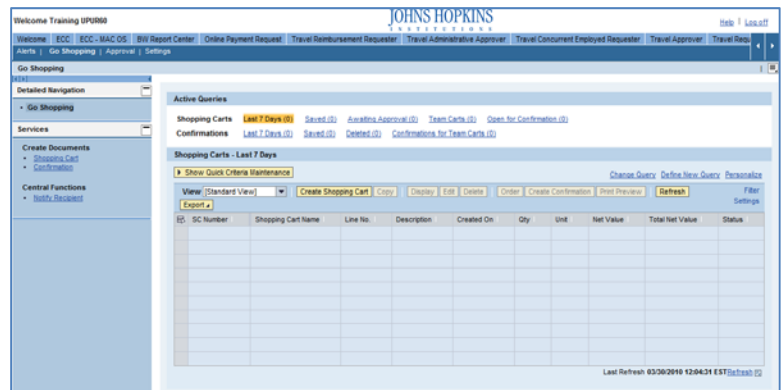 Welcome Training UPUR60
JOHNS HOPKINS
INSTITUTIONS
Help | Log off
Welcome ECC ECC - MAC OS BW Report Center Online Payment Request Travel Reimbursement Requester Travel Administrative Approver Travel Concurrent Employed Requester Travel Approver Travel Requ
Alerts | Go Shopping | Approval | Settings
Go Shopping
Detailed Navigation
Go Shopping
Services
Create Documents
Shopping Cart
Confirmation
Central Functions
Notify Recipient
Active Queries
Shopping Carts Last 7 Days (0) Saved (0) Awaiting Approval (0) Team Carts (0) Open for Confirmation (0)
Confirmations Last 7 Days (0) Saved (0) Deleted (0) Confirmations for Team Carts (0)
Shopping Carts - Last 7 Days
Show Quick Criteria Maintenance
Change Query Define New Query Personalize
View [Standard View] Create Shopping Cart Copy Display Edit Delete Order Create Confirmation Print Preview Refresh Filter
Export Settings
SC Number Shopping Cart Name Line No. Description Created On Qty Unit Net Value Total Net Value Status
Last Refresh 03/30/2010 12:04:31 EST Refresh